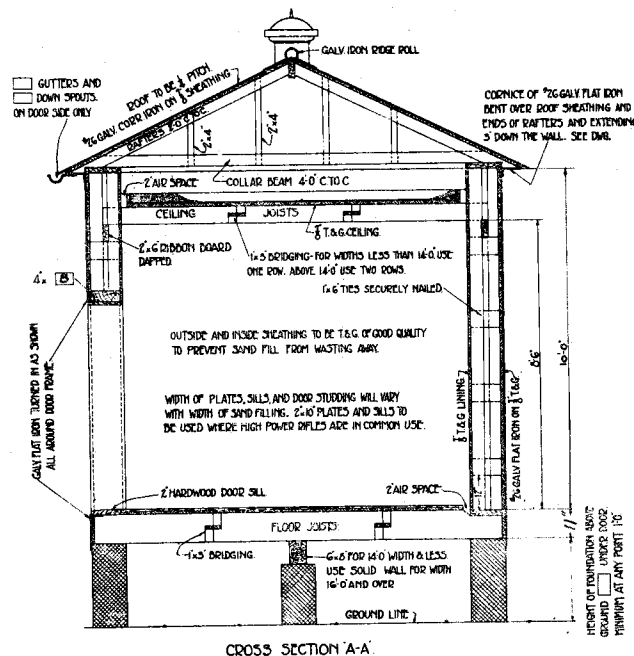 GALV. IRON RIDGE ROLL
GUTTERS AND
DOWN SPOUTS.
ON DOOR SIDE ONLY
ROOF TO BE ¼ PITCH
#26 GALV. CORR IRON ON ⅞ SHEATHING
RAFTERS 2'-0" C TO C
2"x4"
2"x4"
CORNICE OF #26 GALV. FLAT IRON
BENT OVER ROOF SHEATHING AND
ENDS OF RAFTERS AND EXTENDING
3" DOWN THE WALL. SEE DWG.
2" AIR SPACE
COLLAR BEAM 4'-0" C TO C
CEILING JOISTS
⅞ T.&G. CEILING.
2"x6" RIBBON BOARD
DAPPED.
1"x3" BRIDGING-FOR WIDTHS LESS THAN 14'-0" USE
ONE ROW. ABOVE 14'-0" USE TWO ROWS.
4"x 8
1"x6" TIES SECURELY NAILED.
OUTSIDE AND INSIDE SHEATHING TO BE T.&G. OF GOOD QUALITY
TO PREVENT SAND FILL FROM WASTING AWAY.
8'-6"
10'-0"
WIDTH OF PLATES, SILLS, AND DOOR STUDDING WILL VARY
WITH WIDTH OF SAND FILLING. 2"x10" PLATES AND SILLS TO
BE USED WHERE HIGH POWER RIFLES ARE IN COMMON USE.
GALV. FLAT IRON TURNED IN AS SHOWN
ALL AROUND DOOR FRAME
⅞ T.&G. LINING
#26 GALV FLAT IRON ON ⅞ T.&G.
2" HARDWOOD DOOR SILL
2" AIR SPACE
11"
FLOOR JOISTS
1"x3" BRIDGING.
6"x8" FOR 14'-0" WIDTH & LESS
USE SOLID WALL FOR WIDTH
16'-0" AND OVER
HEIGHT OF FOUNDATION ABOVE
GROUND UNDER DOOR
MINIMUM AT ANY POINT 1'-0"
GROUND LINE
CROSS SECTION "A-A".